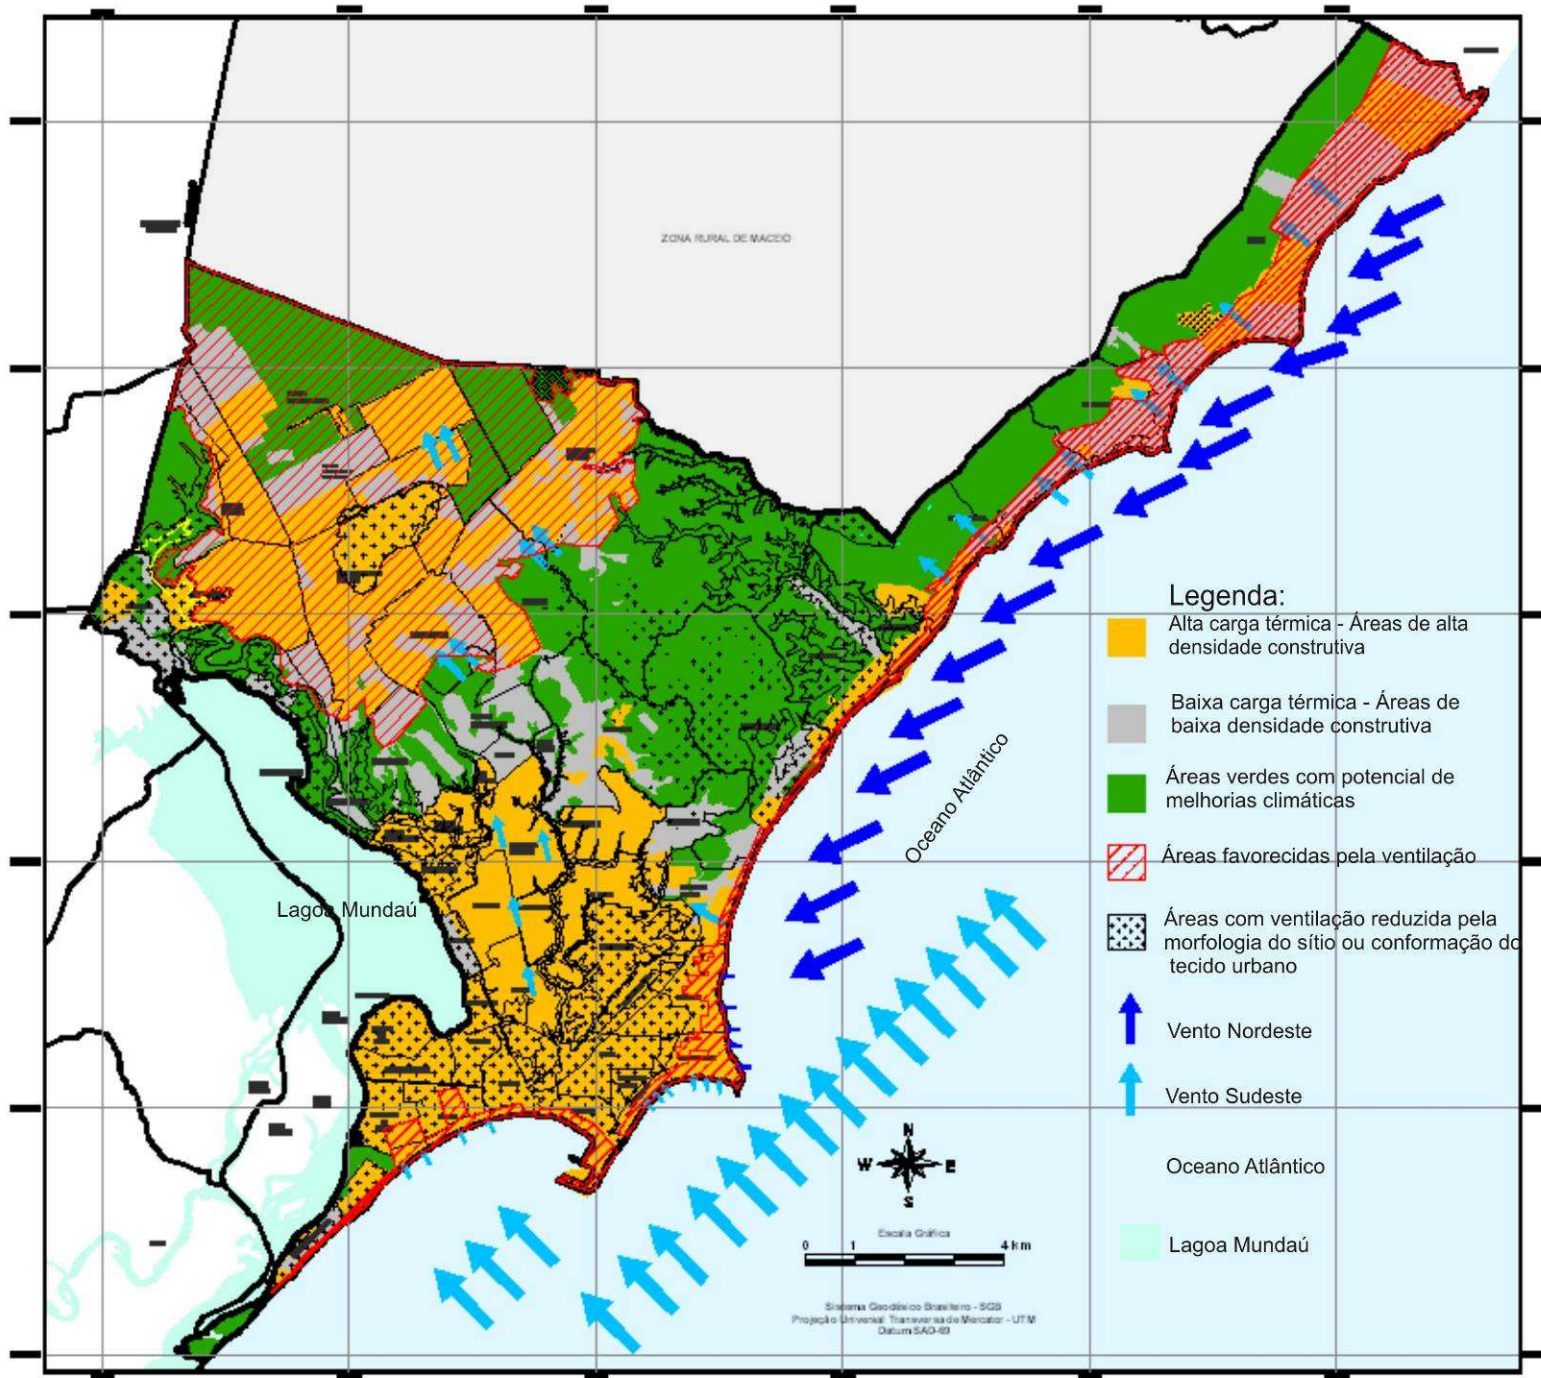 ZONA RURAL DE MACEIÓ
Legenda:
Alta carga térmica - Áreas de alta
densidade construtiva
Baixa carga térmica - Áreas de
baixa densidade construtiva
Áreas verdes com potencial de
melhorias climáticas
Áreas favorecidas pela ventilação
Áreas com ventilação reduzida pela
morfologia do sítio ou conformação do
tecido urbano
Vento Nordeste
Vento Sudeste
Oceano Atlântico
Lagoa Mundaú
Oceano Atlântico
Lagoa Mundaú
N
W E
S
Escala Gráfica
0 1 4 km
Sistema Geodésico Brasileiro - SGB
Projeção Universal Transversa de Mercator - UTM
Datum SAD-69